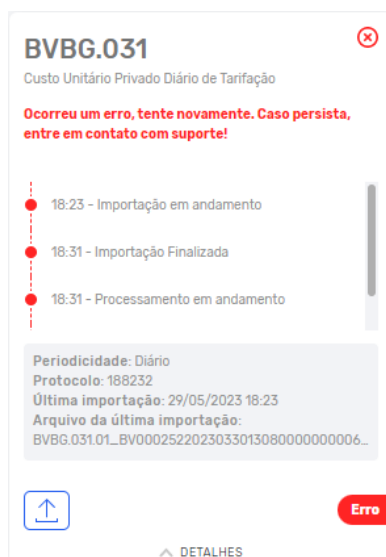 BVBG.031
Custo Unitário Privado Diário de Tarifação
Ocorreu um erro, tente novamente. Caso persista,
entre em contato com suporte!
18:23 - Importação em andamento
18:31 - Importação Finalizada
18:31 - Processamento em andamento
Periodicidade: Diário
Protocolo: 188232
Última importação: 29/05/2023 18:23
Arquivo da última importação:
BVBG.031.01_BV0002522023033013080000000006...
Erro
DETALHES